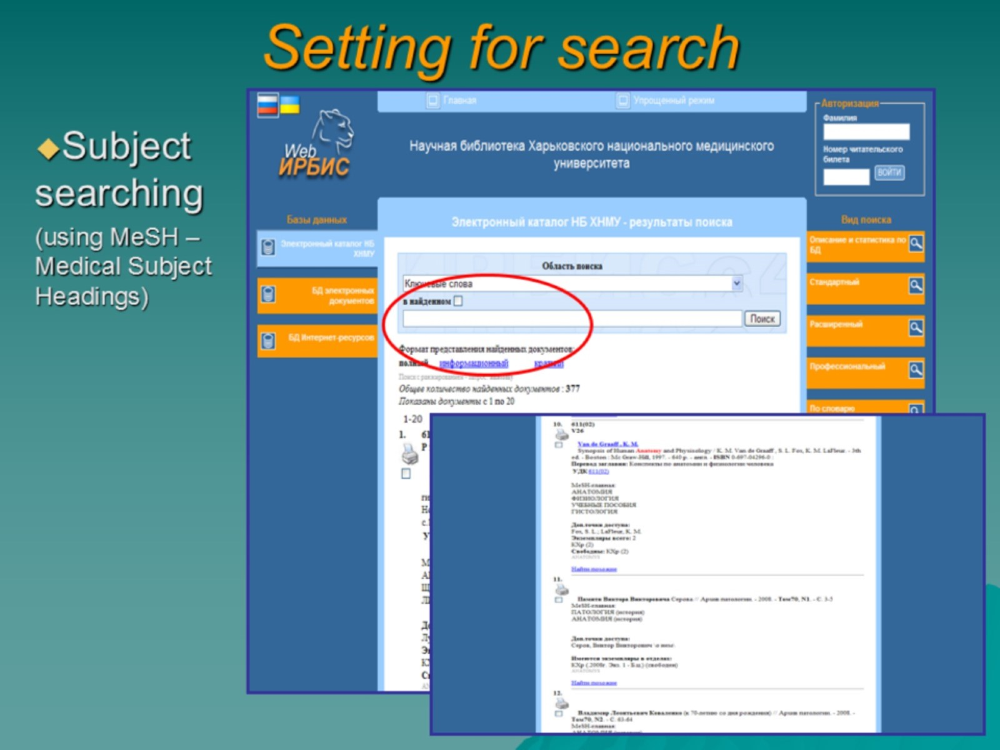 Setting for search
◆Subject
searching
(using MeSH –
Medical Subject
Headings)
Главная
Упрощенный режим
Web
ИРБИС
Научная библиотека Харьковского национального медицинского
университета
Авторизация
Фамилия
Номер читательского
билета
ВОЙТИ
Базы данных
Электронный каталог НБ
ХНМУ
БД электронных
документов
БД Интернет-ресурсов
Электронный каталог НБ ХНМУ - результаты поиска
Область поиска
Ключевые слова
в найденном
Поиск
Формат представления найденных документов:
полный информационный краткий
Общее количество найденных документов : 377
Показаны документы с 1 по 20
1-20
1.
Вид поиска
Описание и статистика по
БД
Стандартный
Расширенный
Профессиональный
По словарю
10. 611(02)
V26
Van de Graaff , K. M.
Synopsis of Human Anatomy and Physiology / K. M. Van de Graaff , S. L. Fox, K. M. LaFleur. - 3th
ed. - Boston : Mc Graw-Hill, 1997. - 640 p. - англ. - ISBN 0-697-04296-0 :
Перевод заглавия: Конспекты по анатомии и физиологии человека
УДК 611(02)
MeSH-главная:
АНАТОМИЯ
ФИЗИОЛОГИЯ
УЧЕБНЫЕ ПОСОБИЯ
ГИСТОЛОГИЯ
Доп.точки доступа:
Fox, S. L.; LaFleur, K. M.
Экземпляры всего: 2
КХр (2)
Свободны: КХр (2)
ANATOMY$
Найти похожие
11.
Памяти Виктора Викторовича Серова // Архив патологии. - 2008. - Том70, N1. - С. 3-5
MeSH-главная:
ПАТОЛОГИЯ (история)
АНАТОМИЯ (история)
Доп.точки доступа:
Серов, Виктор Викторович \о нем\
Имеются экземпляры в отделах:
КХр (2008г. Экз. 1 - Б.ц.) (свободен)
ANATOMY$
Найти похожие
12.
Владимир Леонтьевич Коваленко (к 70-летию со дня рождения) // Архив патологии. - 2008. -
Том70, N2. - С. 63-64
MeSH-главная: